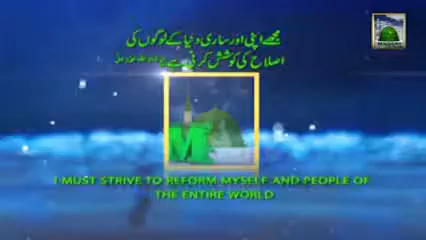 مجھے اپنی اور ساری دنیا کے لوگوں کی
اصلاح کی کوشش کرنی ہے
M
I MUST STRIVE TO REFORM MYSELF AND PEOPLE OF
THE ENTIRE WORLD